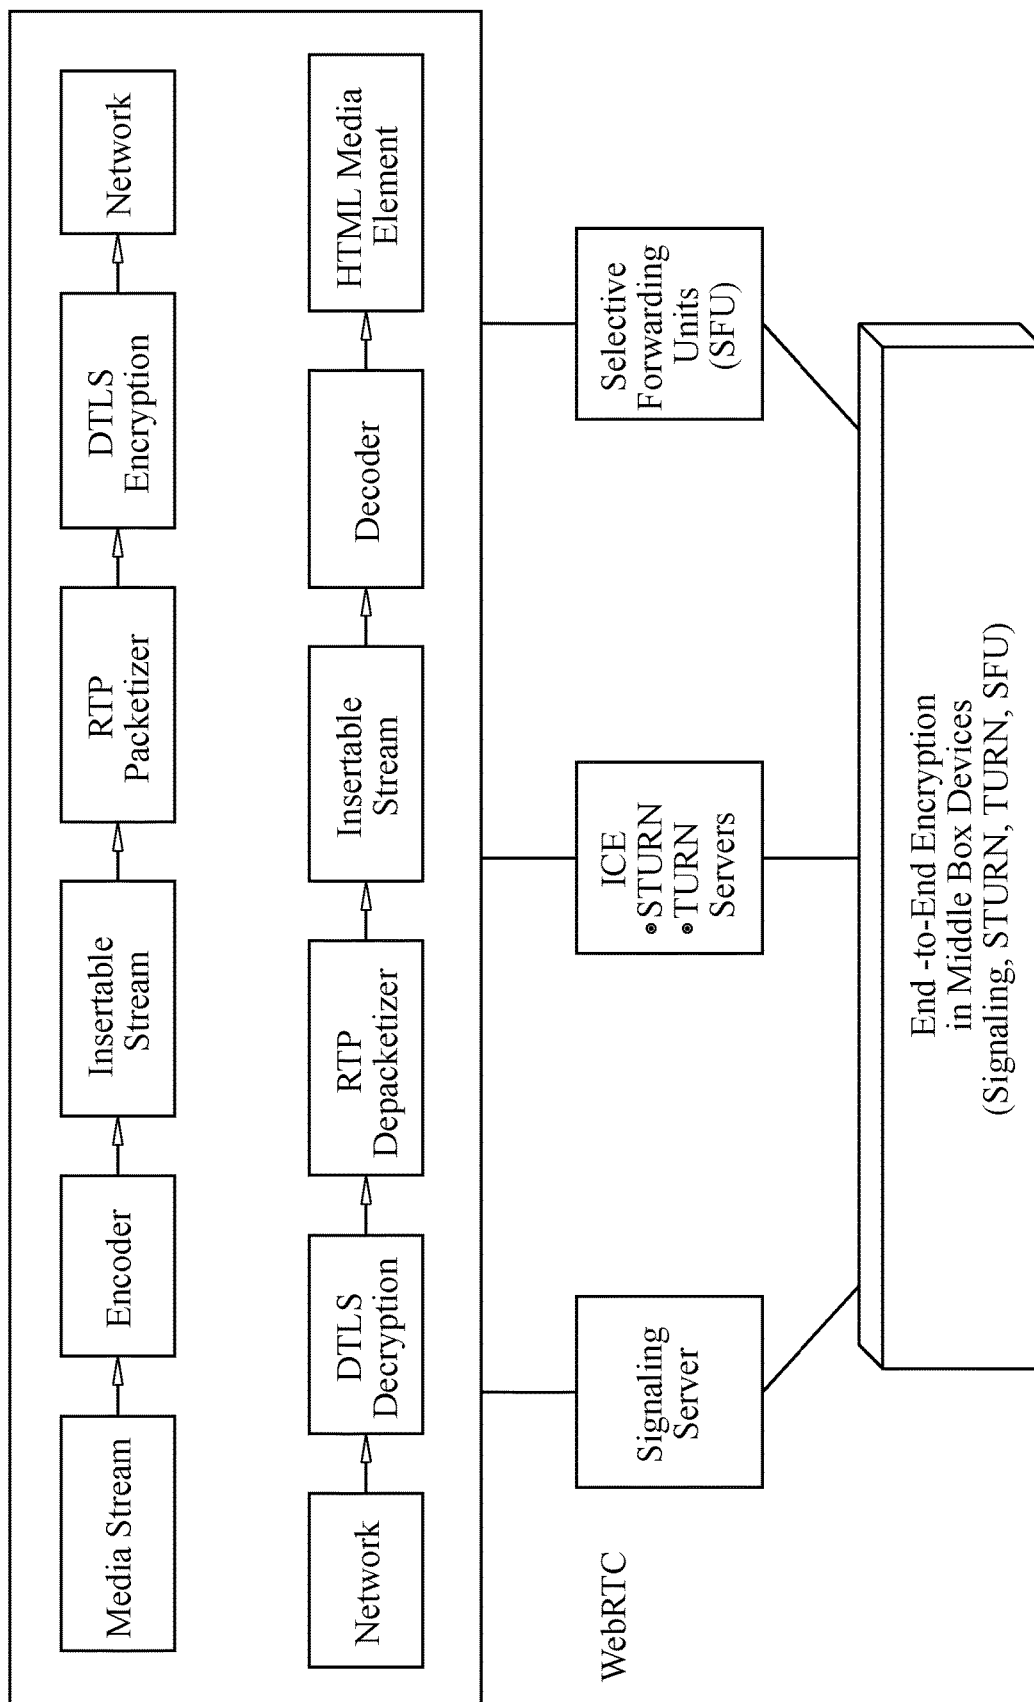 Media Stream
Encoder
Insertable
Stream
RTP
Packetizer
DTLS
Encryption
Network
Network
DTLS
Decryption
RTP
Depacketizer
Insertable
Stream
Decoder
HTML Media
Element
WebRTC
Signaling
Server
ICE
• STURN
• TURN
Servers
Selective
Forwarding
Units
(SFU)
End -to-End Encryption
in Middle Box Devices
(Signaling, STURN, TURN, SFU)